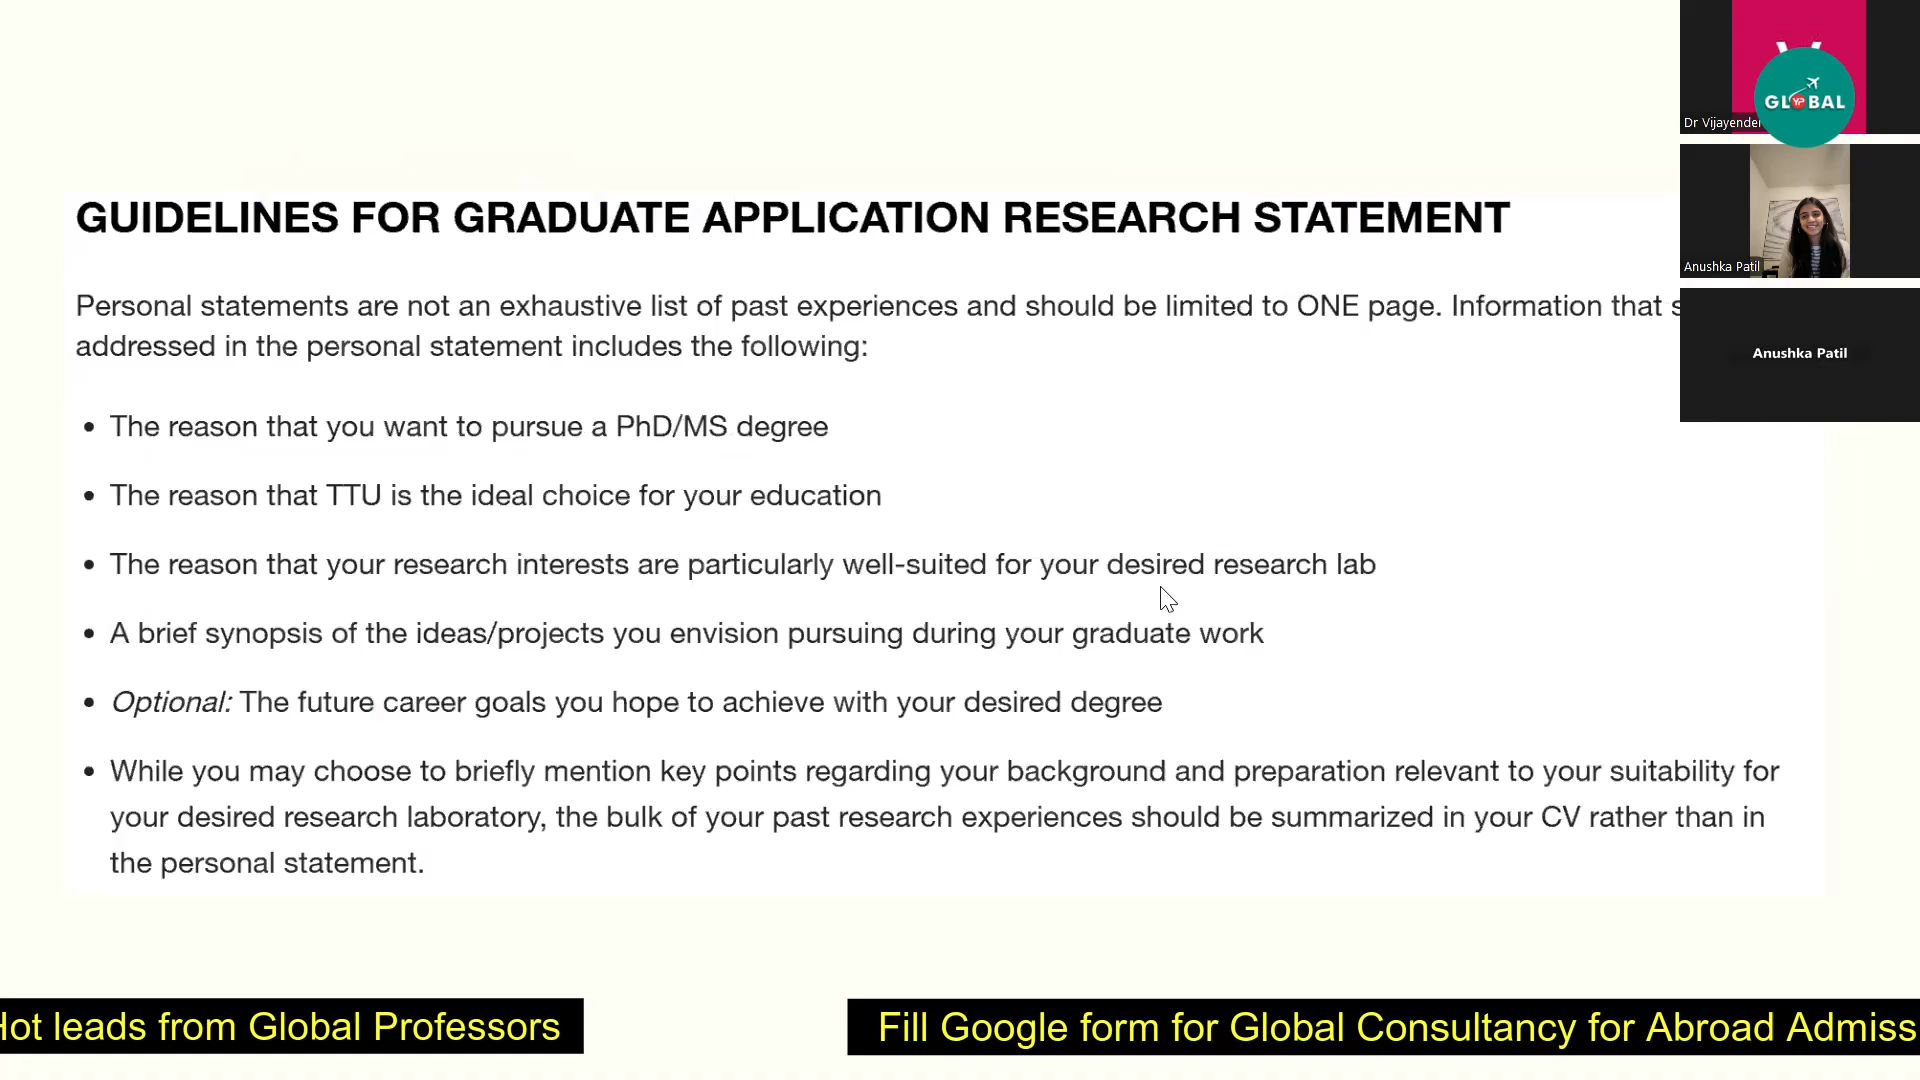 GUIDELINES FOR GRADUATE APPLICATION RESEARCH STATEMENT
Personal statements are not an exhaustive list of past experiences and should be limited to ONE page. Information that
addressed in the personal statement includes the following:
• The reason that you want to pursue a PhD/MS degree
• The reason that TTU is the ideal choice for your education
• The reason that your research interests are particularly well-suited for your desired research lab
• A brief synopsis of the ideas/projects you envision pursuing during your graduate work
• Optional: The future career goals you hope to achieve with your desired degree
• While you may choose to briefly mention key points regarding your background and preparation relevant to your suitability for
your desired research laboratory, the bulk of your past research experiences should be summarized in your CV rather than in
the personal statement.
GLOBAL
YP
Dr Vijayender
Anushka Patil
Anushka Patil
Hot leads from Global Professors
Fill Google form for Global Consultancy for Abroad Admiss